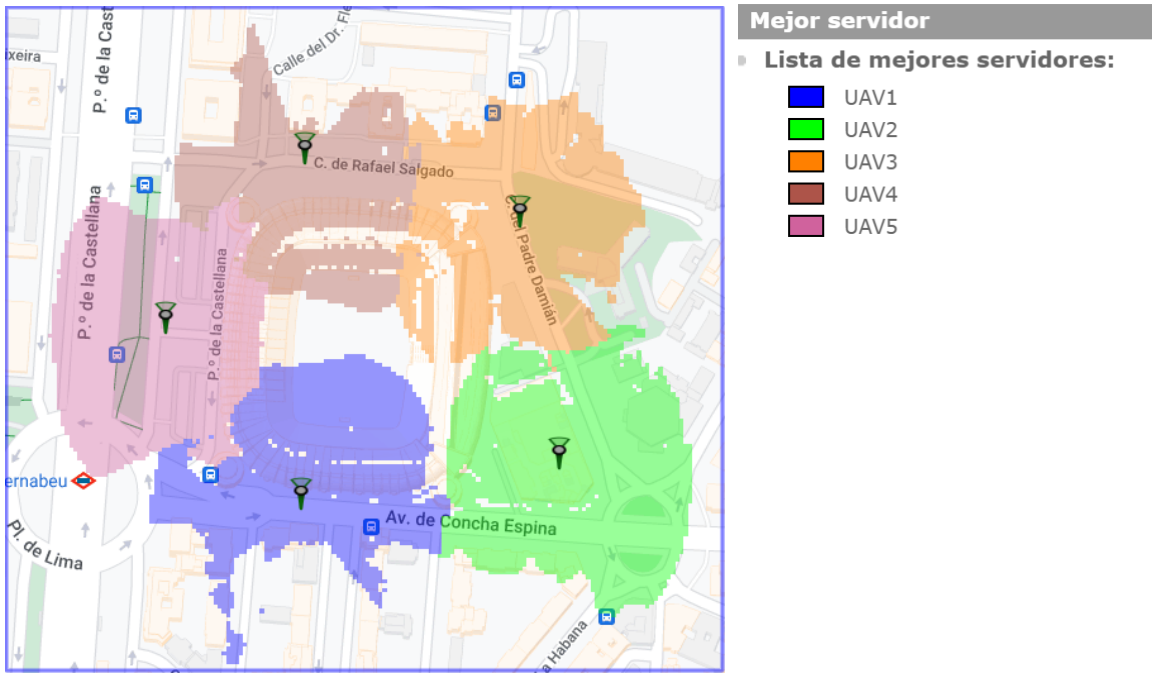 Mejor servidor
Lista de mejores servidores:
UAV1
UAV2
UAV3
UAV4
UAV5
P.º de la Cast
Calle del Dr. Fle
ixeira
C. de Rafael Salgado
P.º de la Castellana
P.º de la Castellana
C. del Padre Damián
ernabeu
Pl. de Lima
Av. de Concha Espina
La Habana